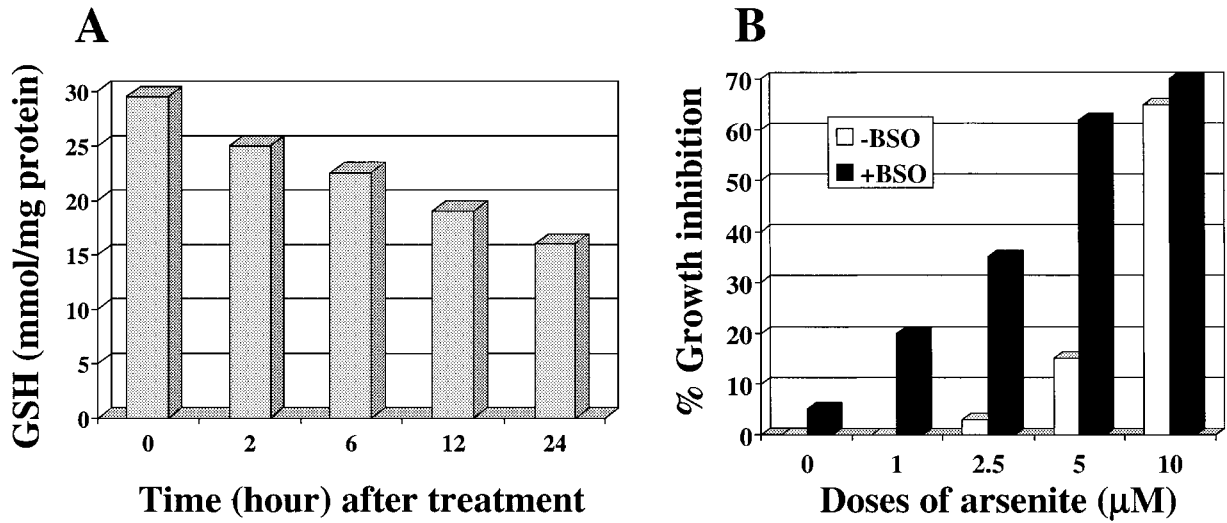 A
GSH (mmol/mg protein)
30
25
20
15
10
5
0
0 2 6 12 24
Time (hour) after treatment
B
% Growth inhibition
70
60
50
40
30
20
10
0
-BSO
+BSO
0 1 2.5 5 10
Doses of arsenite (μM)